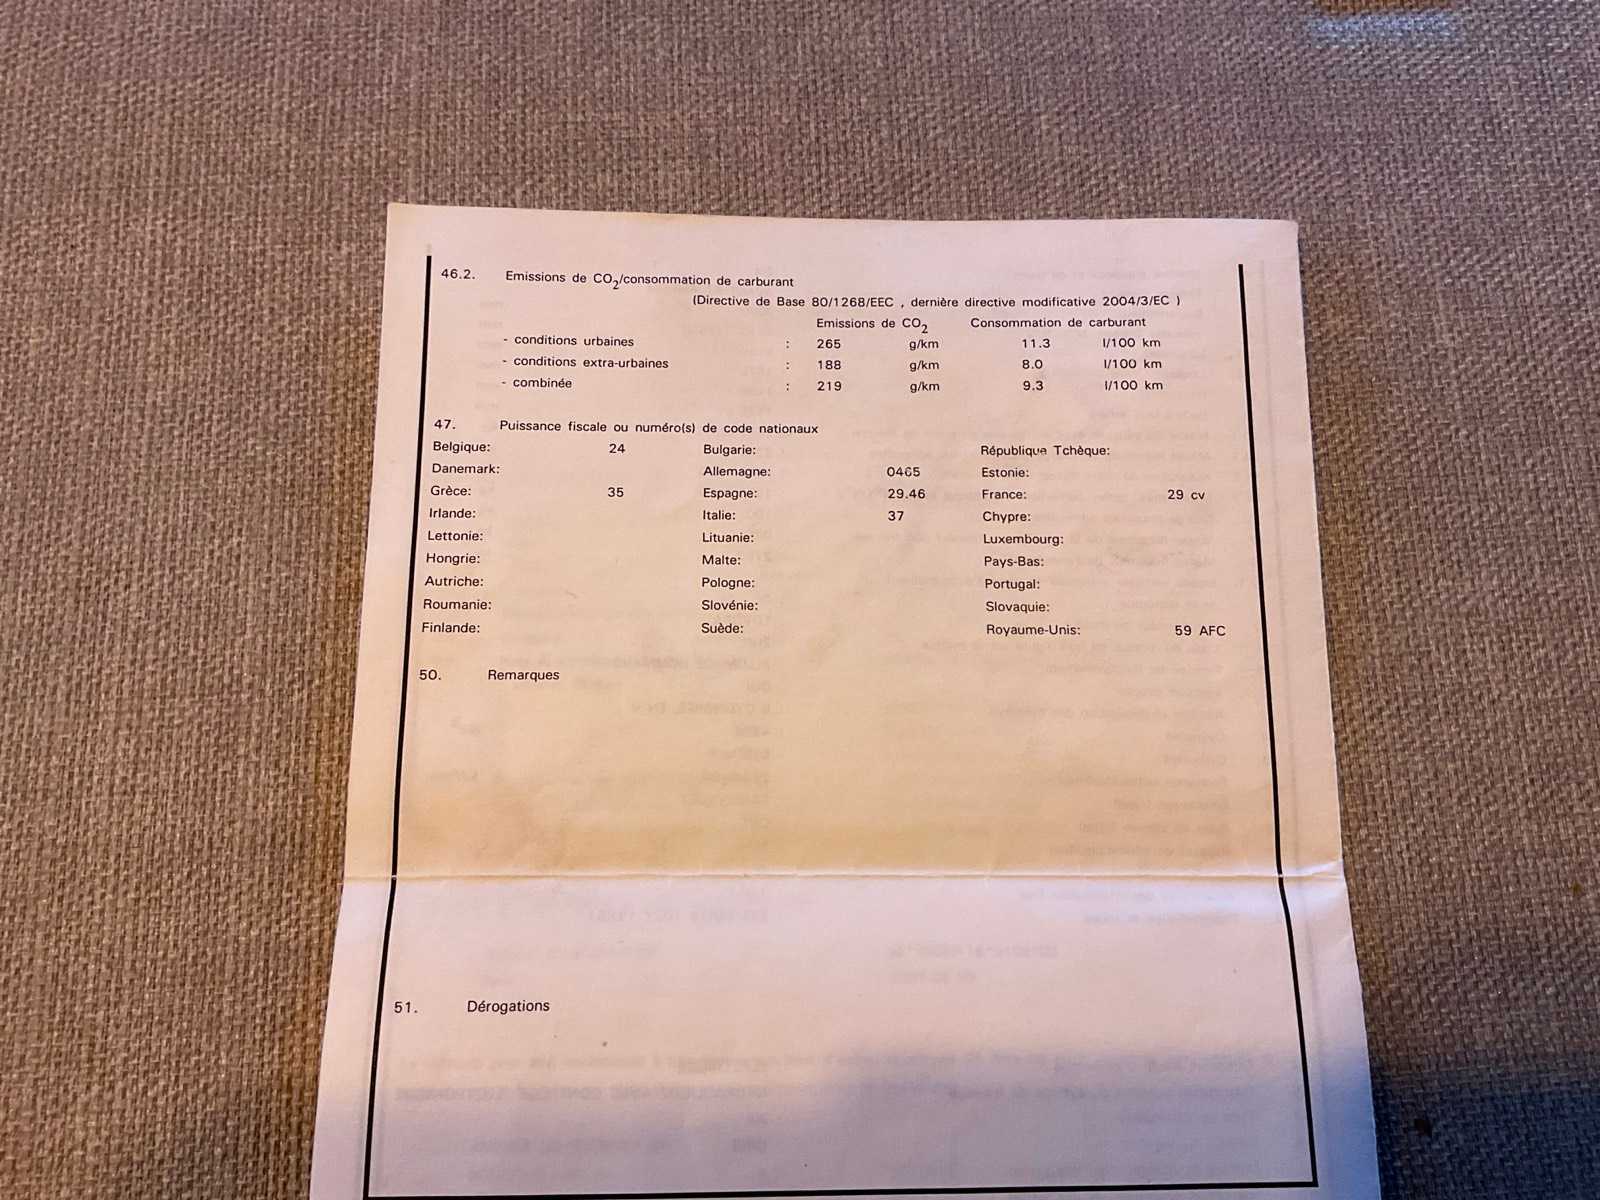 46.2. Emissions de CO2/consommation de carburant
(Directive de Base 80/1268/EEC , dernière directive modificative 2004/3/EC )
Emissions de CO2 Consommation de carburant
- conditions urbaines : 265 g/km 11.3 l/100 km
- conditions extra-urbaines : 188 g/km 8.0 l/100 km
- combinée : 219 g/km 9.3 l/100 km
47. Puissance fiscale ou numéro(s) de code nationaux
Belgique: 24 Bulgarie: République Tchèque:
Danemark: Allemagne: 0465 Estonie:
Grèce: 35 Espagne: 29.46 France: 29 cv
Irlande: Italie: 37 Chypre:
Lettonie: Lituanie: Luxembourg:
Hongrie: Malte: Pays-Bas:
Autriche: Pologne: Portugal:
Roumanie: Slovénie: Slovaquie:
Finlande: Suède: Royaume-Unis: 59 AFC
50. Remarques
51. Dérogations